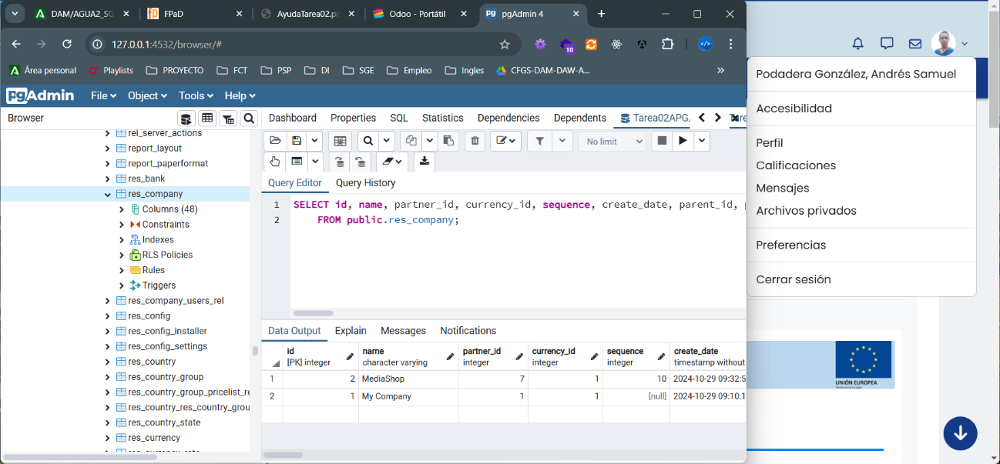 DAM/AGUA2_SG
FPaD
AyudaTarea02.pd
Odoo - Portátil
pgAdmin 4
127.0.0.1:4532/browser/#
10
Área personal
Playlists
PROYECTO
FCT
PSP
DI
SGE
Empleo
Ingles
CFGS-DAM-DAW-A...
pgAdmin
File
Object
Tools
Help
Browser
Dashboard
Properties
SQL
Statistics
Dependencies
Dependents
Tarea02APG,
No limit
Query Editor
Query History
1 SELECT id, name, partner_id, currency_id, sequence, create_date, parent_id,
2 FROM public.res_company;
rel_server_actions
report_layout
report_paperformat
res_bank
res_company
Columns (48)
Constraints
Indexes
RLS Policies
Rules
Triggers
res_company_users_rel
res_config
res_config_installer
res_config_settings
res_country
res_country_group
res_country_group_pricelist_re
res_country_res_country_grou
res_country_state
res_currency
Data Output
Explain
Messages
Notifications
id
[PK] integer
name
character varying
partner_id
integer
currency_id
integer
sequence
integer
create_date
timestamp without
1 2 MediaShop 7 1 10 2024-10-29 09:32:5
2 1 My Company 1 1 [null] 2024-10-29 09:10:1
Podadera González, Andrés Samuel
Accesibilidad
Perfil
Calificaciones
Mensajes
Archivos privados
Preferencias
Cerrar sesión
UNIÓN EUROPEA